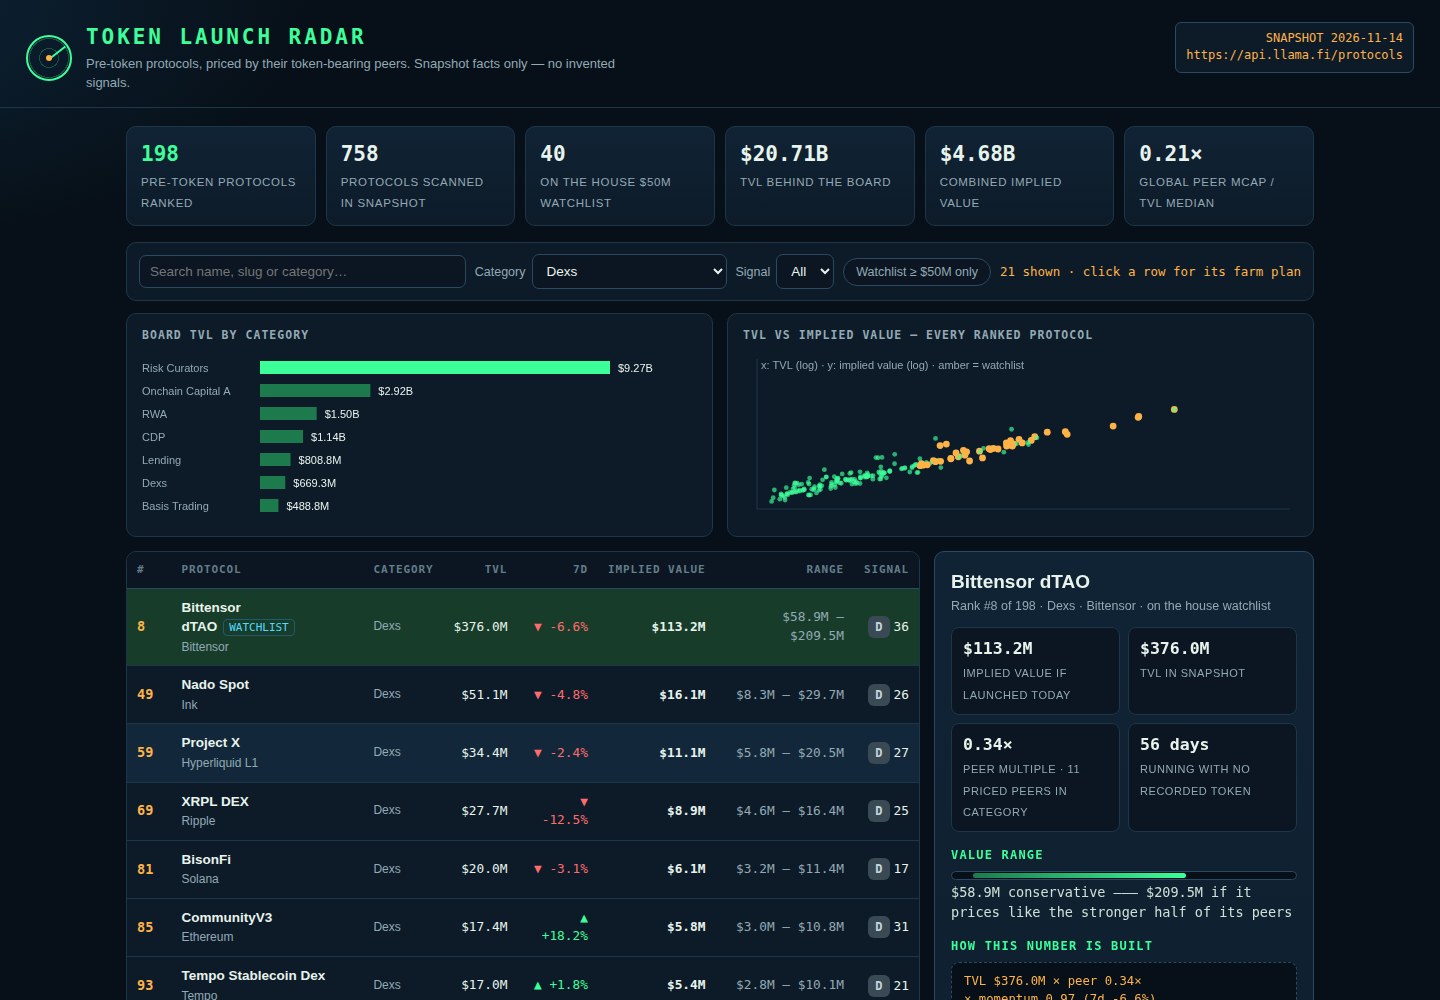 TOKEN LAUNCH RADAR
Pre-token protocols, priced by their token-bearing peers. Snapshot facts only — no invented
signals.
SNAPSHOT 2026-11-14
https://api.llama.fi/protocols
198
PRE-TOKEN PROTOCOLS
RANKED
758
PROTOCOLS SCANNED
IN SNAPSHOT
40
ON THE HOUSE $50M
WATCHLIST
$20.71B
TVL BEHIND THE BOARD
$4.68B
COMBINED IMPLIED
VALUE
0.21×
GLOBAL PEER MCAP /
TVL MEDIAN
Search name, slug or category…
Category
Dexs
Signal
All
Watchlist ≥ $50M only
21 shown · click a row for its farm plan
BOARD TVL BY CATEGORY
Risk Curators $9.27B
Onchain Capital A $2.92B
RWA $1.50B
CDP $1.14B
Lending $808.8M
Dexs $669.3M
Basis Trading $488.8M
TVL VS IMPLIED VALUE — EVERY RANKED PROTOCOL
x: TVL (log) · y: implied value (log) · amber = watchlist
# PROTOCOL CATEGORY TVL 7D IMPLIED VALUE RANGE SIGNAL
Bittensor
8 dTAO WATCHLIST Dexs $376.0M ▼ -6.6% $113.2M $58.9M — D 36
Bittensor $209.5M
Nado Spot
49 Dexs $51.1M ▼ -4.8% $16.1M $8.3M — $29.7M D 26
Ink
Project X
59 Dexs $34.4M ▼ -2.4% $11.1M $5.8M — $20.5M D 27
Hyperliquid L1
XRPL DEX ▼
69 Dexs $27.7M $8.9M $4.6M — $16.4M D 25
Ripple -12.5%
BisonFi
81 Dexs $20.0M ▼ -3.1% $6.1M $3.2M — $11.4M D 17
Solana
CommunityV3 ▲
85 Dexs $17.4M $5.8M $3.0M — $10.8M D 31
Ethereum +18.2%
Tempo Stablecoin Dex
93 Dexs $17.0M ▲ +1.8% $5.4M $2.8M — $10.1M D 21
Tempo
Bittensor dTAO
Rank #8 of 198 · Dexs · Bittensor · on the house watchlist
$113.2M
IMPLIED VALUE IF
LAUNCHED TODAY
$376.0M
TVL IN SNAPSHOT
0.34×
PEER MULTIPLE · 11
PRICED PEERS IN
CATEGORY
56 days
RUNNING WITH NO
RECORDED TOKEN
VALUE RANGE
$58.9M conservative ——— $209.5M if it
prices like the stronger half of its peers
HOW THIS NUMBER IS BUILT
TVL $376.0M × peer 0.34×
× momentum 0.97 (7d -6.6%)